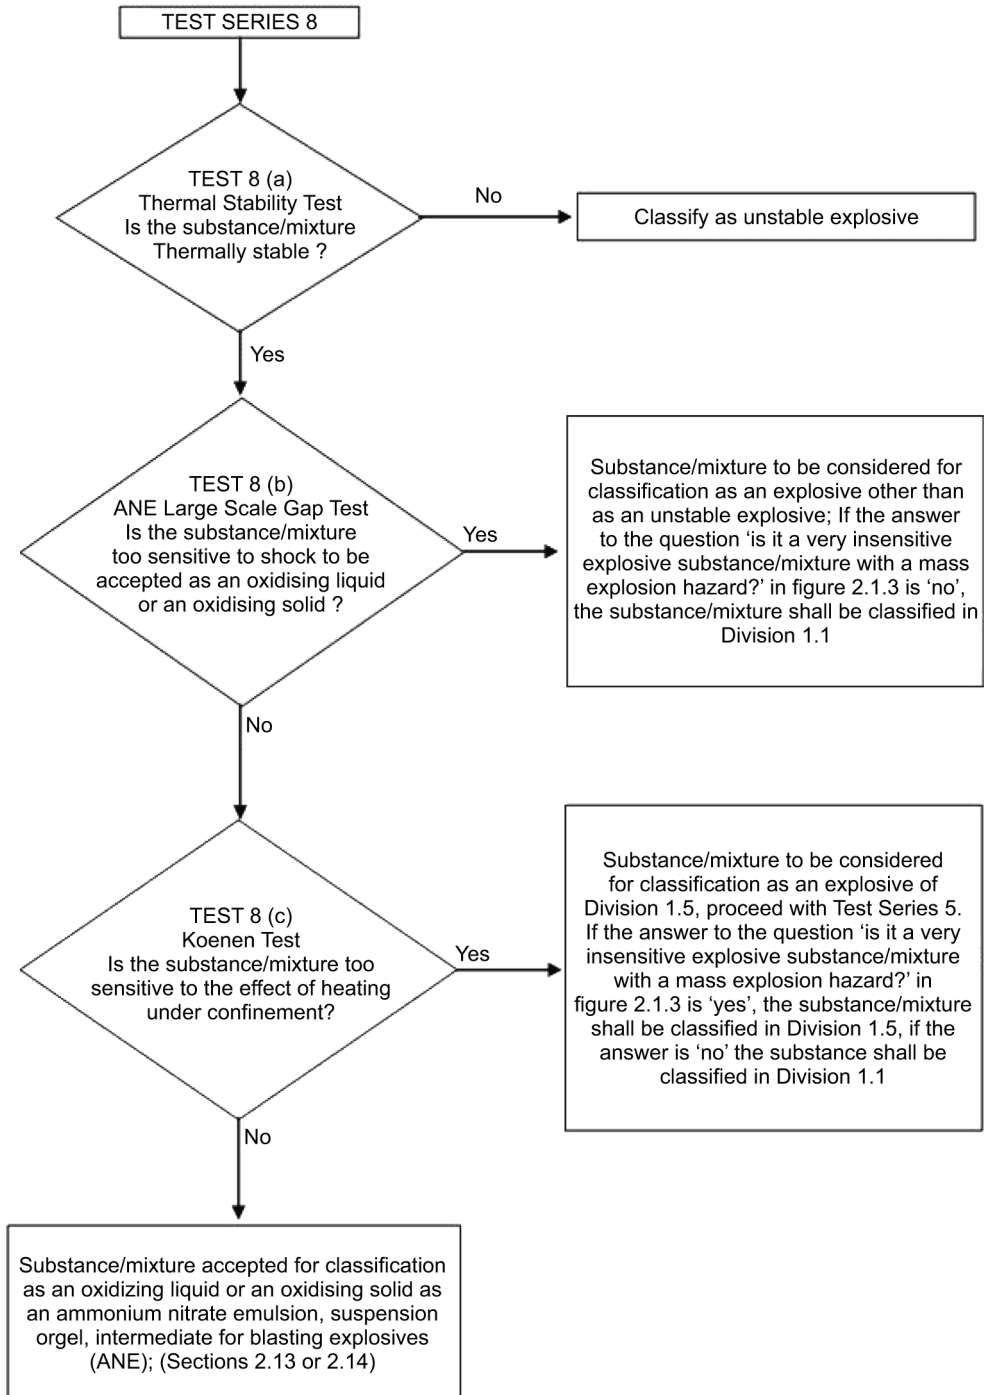 TEST SERIES 8
TEST 8 (a)
Thermal Stability Test
Is the substance/mixture
Thermally stable ?
No
Classify as unstable explosive
Yes
TEST 8 (b)
ANE Large Scale Gap Test
Is the substance/mixture
too sensitive to shock to be
accepted as an oxidising liquid
or an oxidising solid ?
Yes
Substance/mixture to be considered for
classification as an explosive other than
as an unstable explosive; If the answer
to the question ‘is it a very insensitive
explosive substance/mixture with a mass
explosion hazard?’ in figure 2.1.3 is ‘no’,
the substance/mixture shall be classified in
Division 1.1
No
TEST 8 (c)
Koenen Test
Is the substance/mixture too
sensitive to the effect of heating
under confinement?
Yes
Substance/mixture to be considered
for classification as an explosive of
Division 1.5, proceed with Test Series 5.
If the answer to the question ‘is it a very
insensitive explosive substance/mixture
with a mass explosion hazard?’ in
figure 2.1.3 is ‘yes’, the substance/mixture
shall be classified in Division 1.5, if the
answer is ‘no’ the substance shall be
classified in Division 1.1
No
Substance/mixture accepted for classification
as an oxidizing liquid or an oxidising solid as
an ammonium nitrate emulsion, suspension
orgel, intermediate for blasting explosives
(ANE); (Sections 2.13 or 2.14)